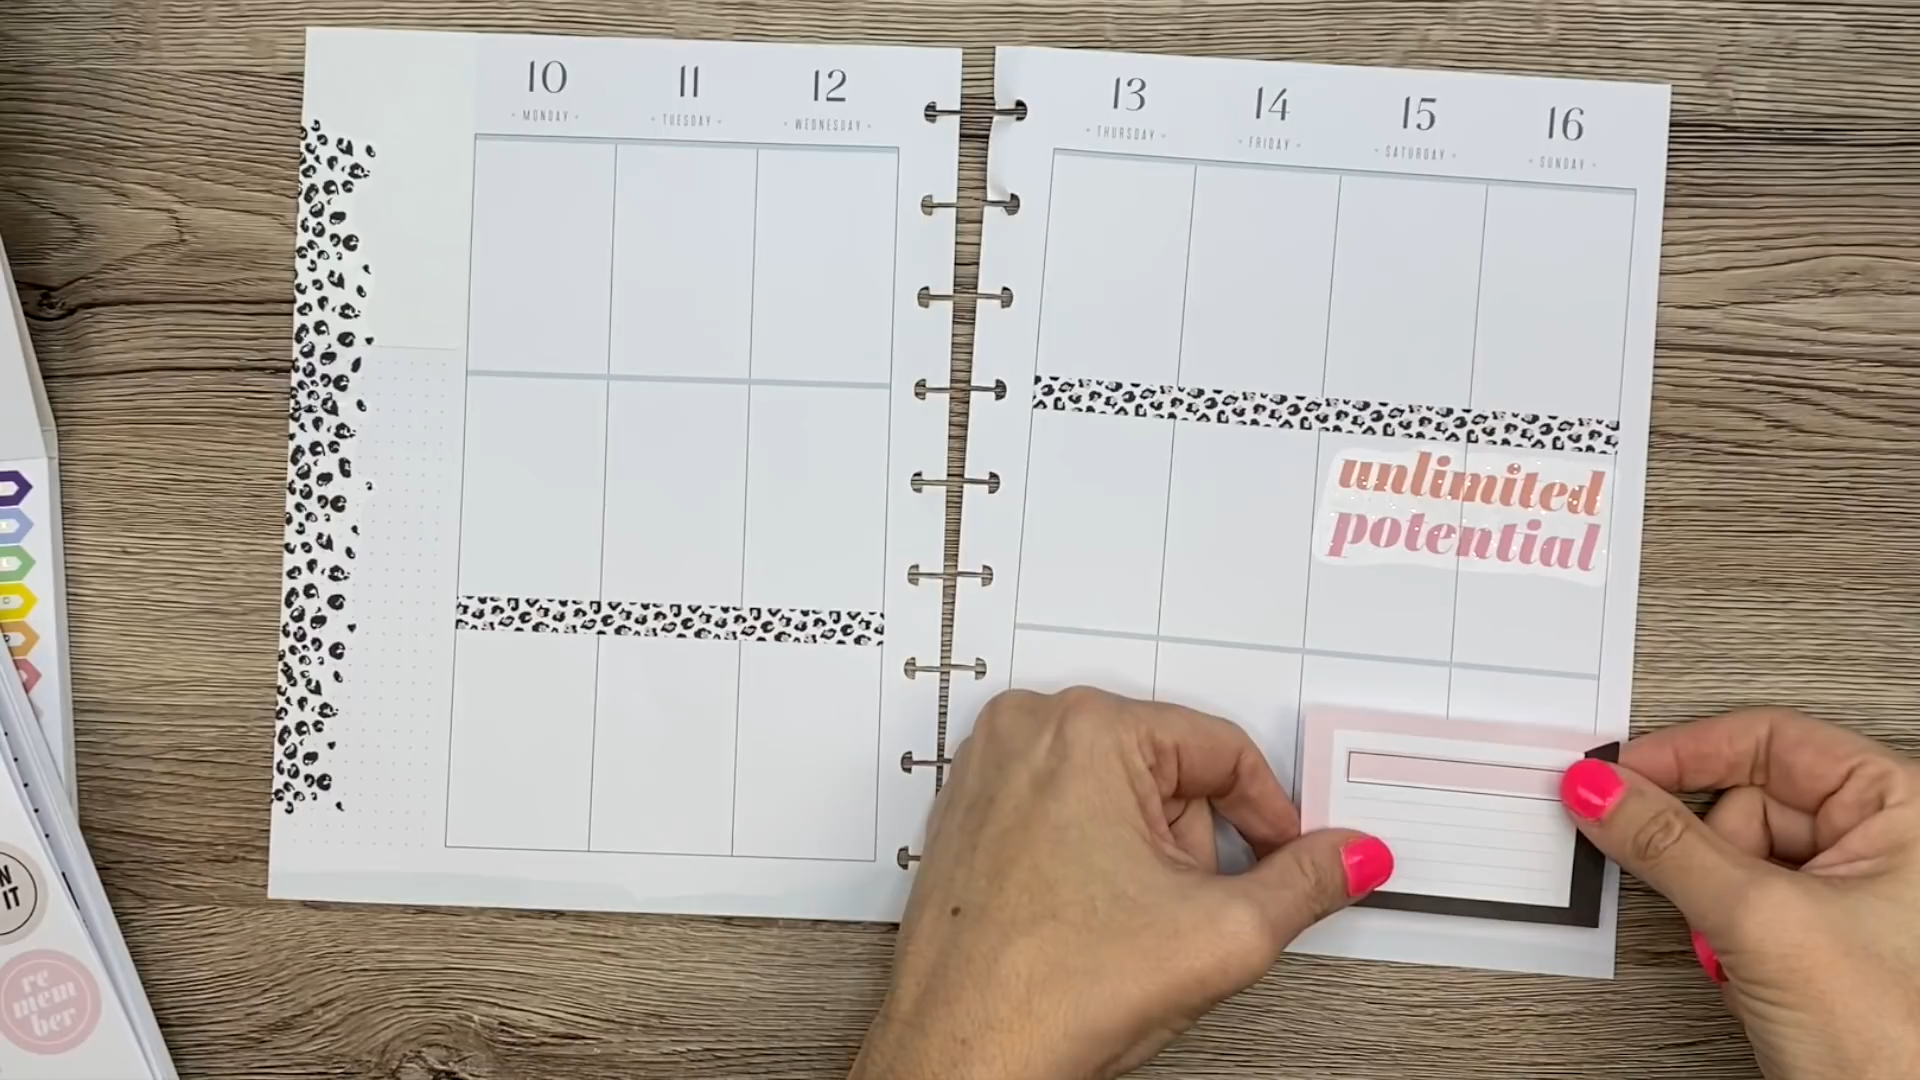 10
MONDAY
11
TUESDAY
12
WEDNESDAY
13
THURSDAY
14
FRIDAY
15
SATURDAY
16
SUNDAY
unlimited
potential
N
IT
re
mem
ber